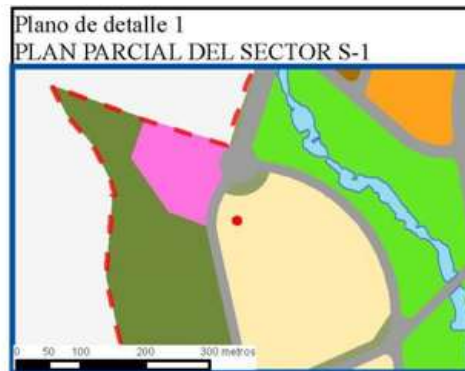 Plano de detalle 1
PLAN PARCIAL DEL SECTOR S-1
0 50 100 200 300 metros